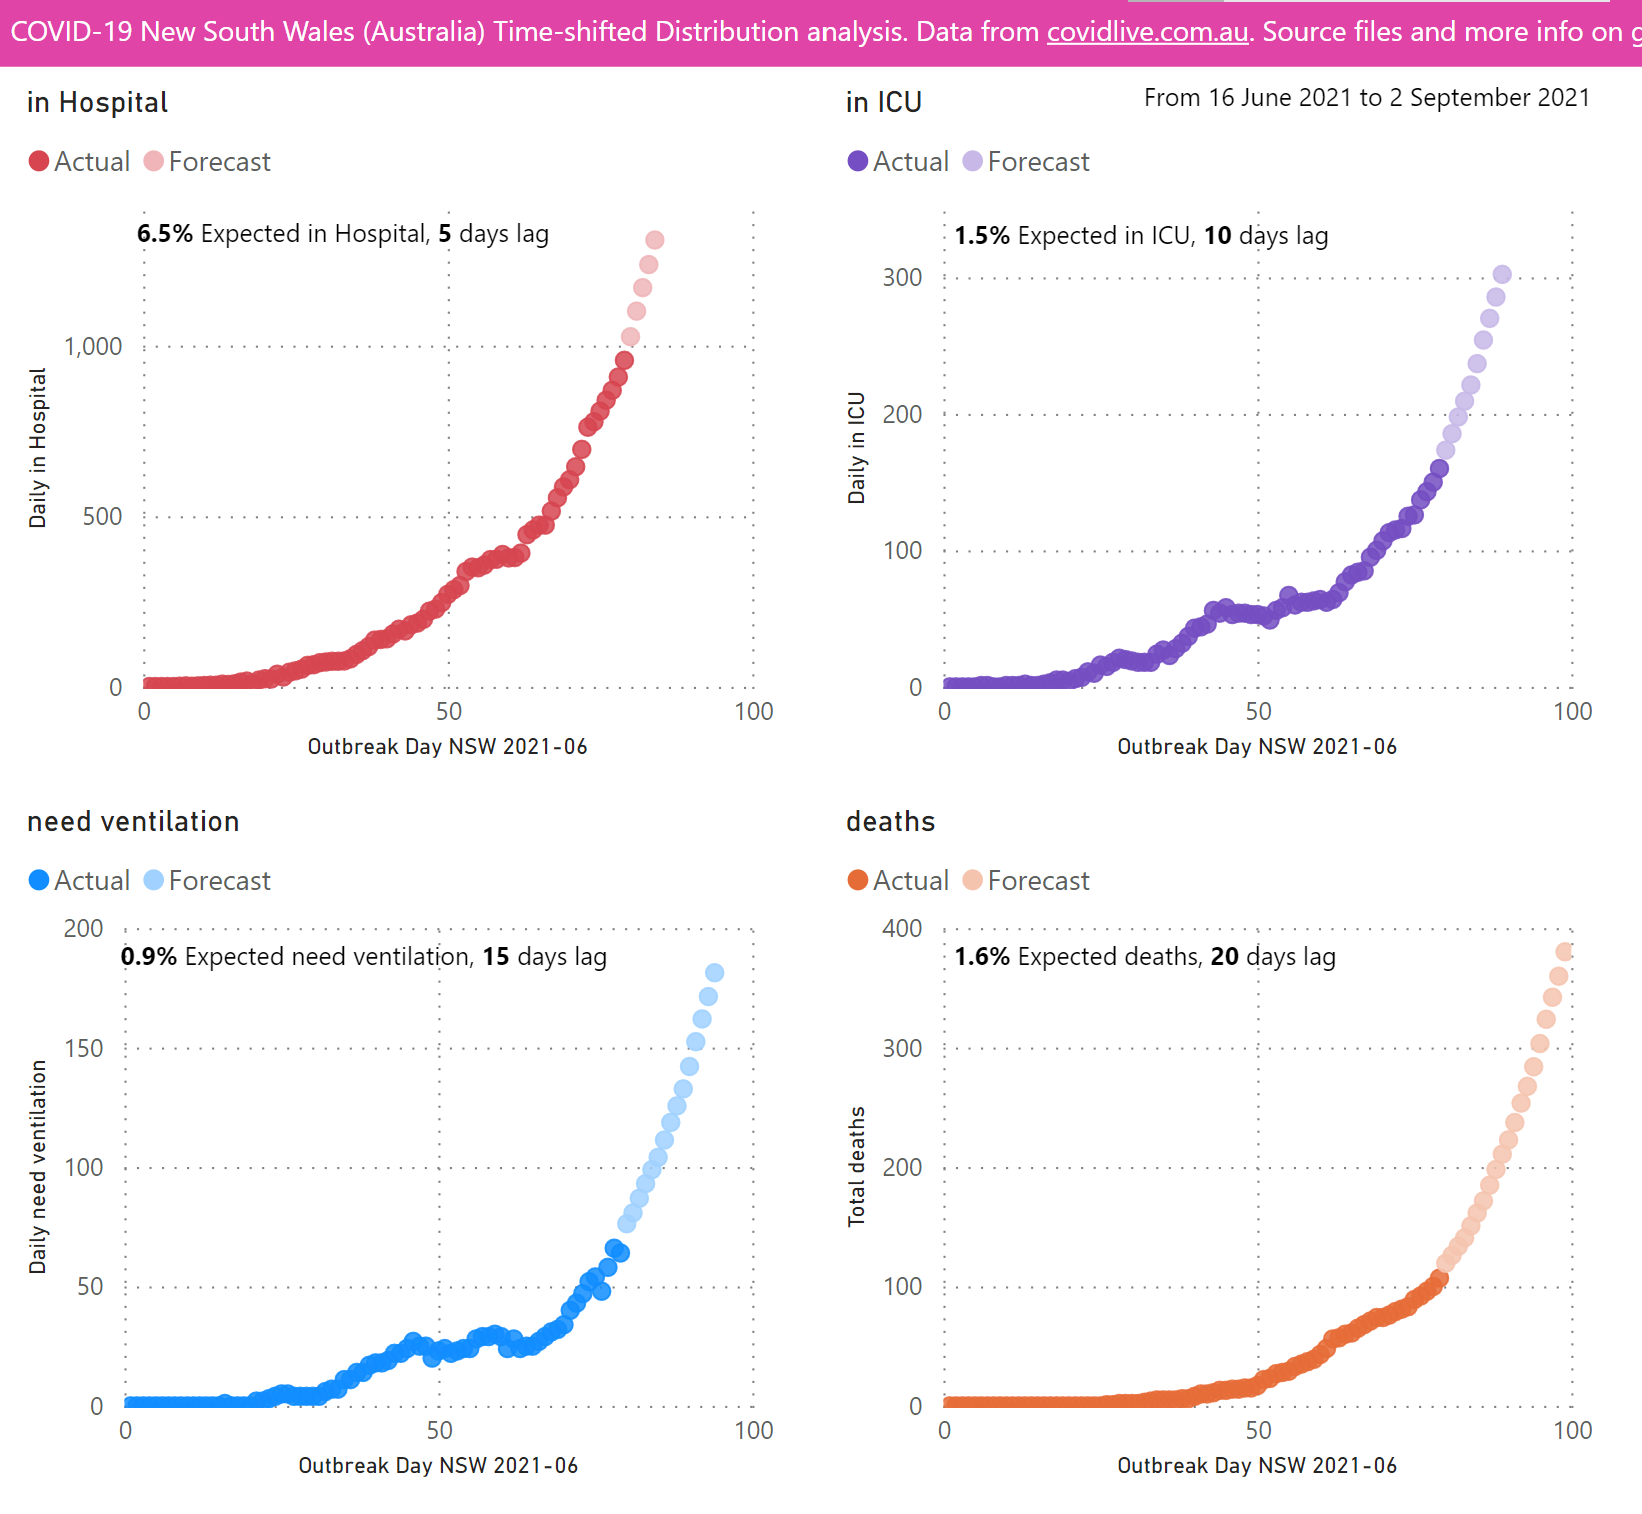 COVID-19 New South Wales (Australia) Time-shifted Distribution analysis. Data from covidlive.com.au. Source files and more info on g
in Hospital
Actual Forecast
6.5% Expected in Hospital, 5 days lag
Daily in Hospital
1,000
500
0
0 50 100
Outbreak Day NSW 2021-06
in ICU
From 16 June 2021 to 2 September 2021
Actual Forecast
1.5% Expected in ICU, 10 days lag
Daily in ICU
300
200
100
0
0 50 100
Outbreak Day NSW 2021-06
need ventilation
Actual Forecast
0.9% Expected need ventilation, 15 days lag
Daily need ventilation
200
150
100
50
0
0 50 100
Outbreak Day NSW 2021-06
deaths
Actual Forecast
1.6% Expected deaths, 20 days lag
Total deaths
400
300
200
100
0
0 50 100
Outbreak Day NSW 2021-06